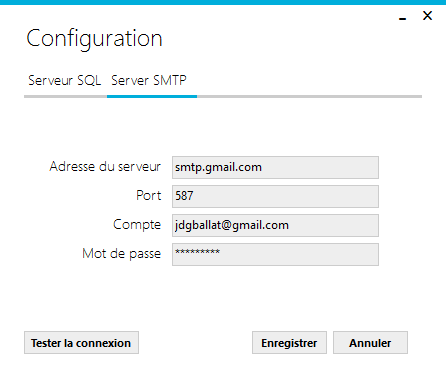 Configuration
Serveur SQL Server SMTP
Adresse du serveur smtp.gmail.com
Port 587
Compte jdgballat@gmail.com
Mot de passe *********
Tester la connexion Enregistrer Annuler